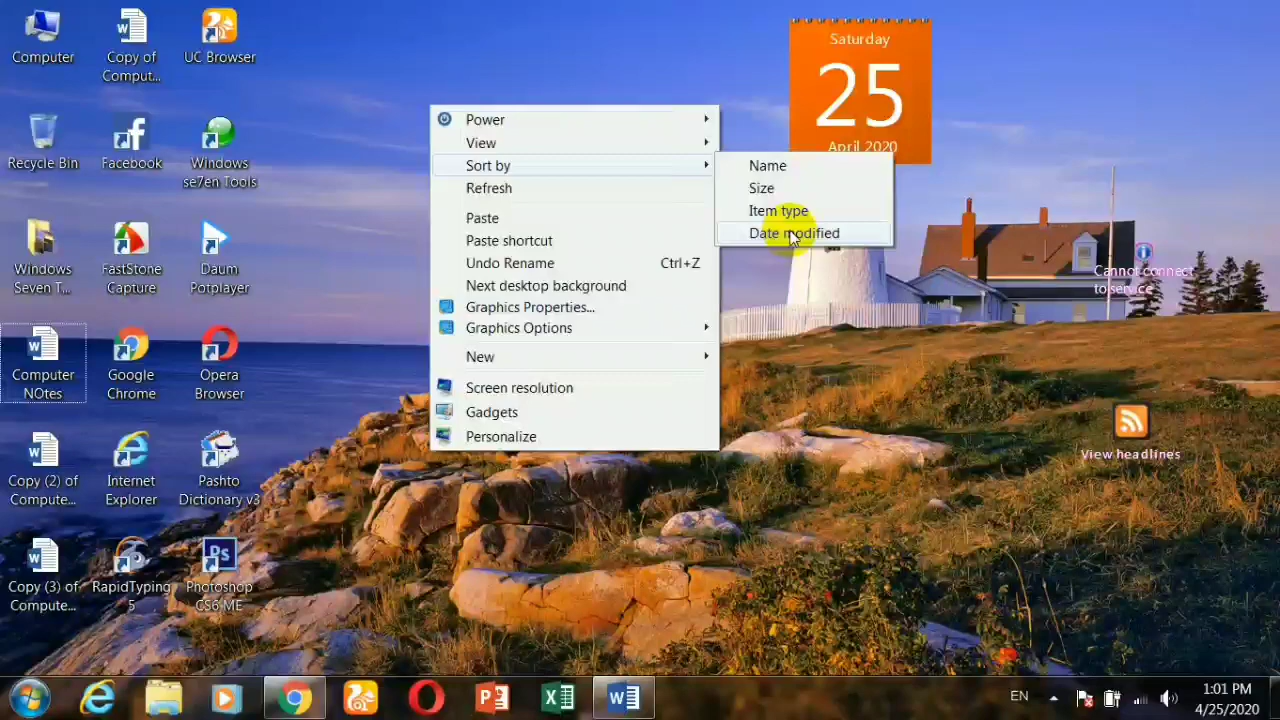 Computer
Copy of
Comput...
UC Browser
Recycle Bin
Facebook
Windows
se7en Tools
Windows
Seven T...
FastStone
Capture
Daum
Potplayer
Computer
NOtes
Google
Chrome
Opera
Browser
Copy (2) of
Compute...
Internet
Explorer
Pashto
Dictionary v3
Copy (3) of
Compute...
RapidTyping
5
Photoshop
CS6 ME
Ps
Power
View
Sort by
Refresh
Paste
Paste shortcut
Undo Rename Ctrl+Z
Next desktop background
Graphics Properties...
Graphics Options
New
Screen resolution
Gadgets
Personalize
Name
Size
Item type
Date modified
Saturday
25
April 2020
Cannot connect
to service
View headlines
EN
1:01 PM
4/25/2020